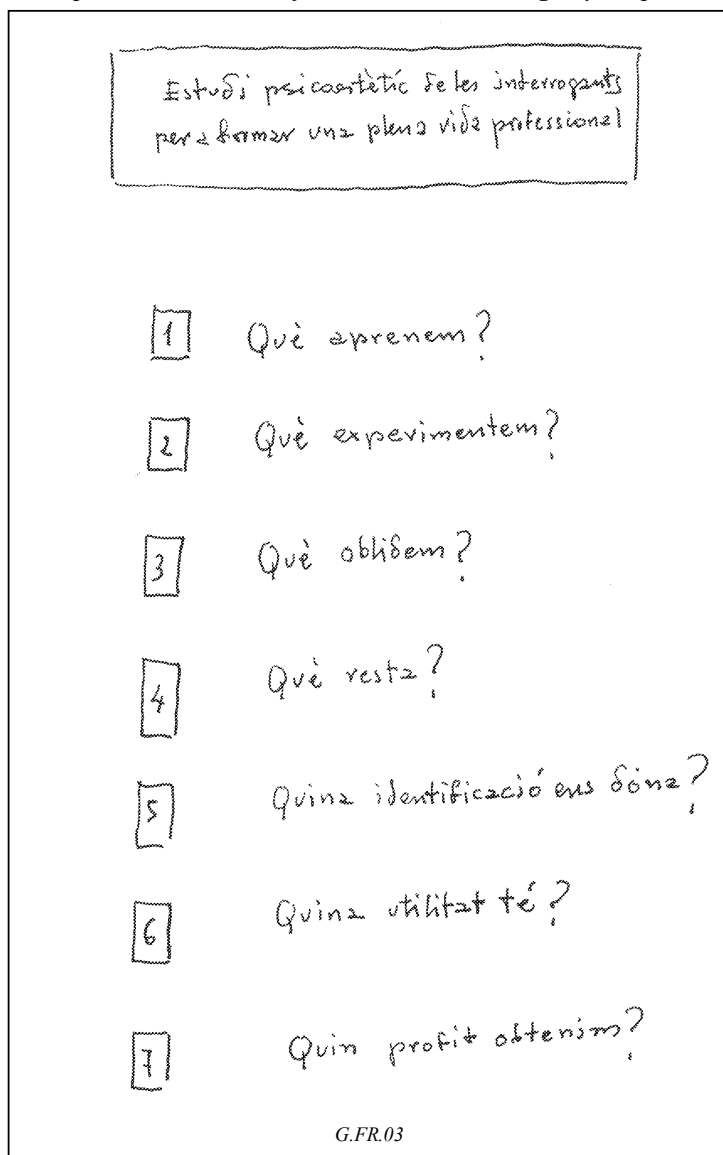 Estudi psicoestètic de les interrogants
per a formar una plena vida professional
1 Què aprenem?
2 Què experimentem?
3 Què oblidem?
4 Què resta?
5 Quina identificació ens dóna?
6 Quina utilitat té?
7 Quin profit obtenim?
G.FR.03